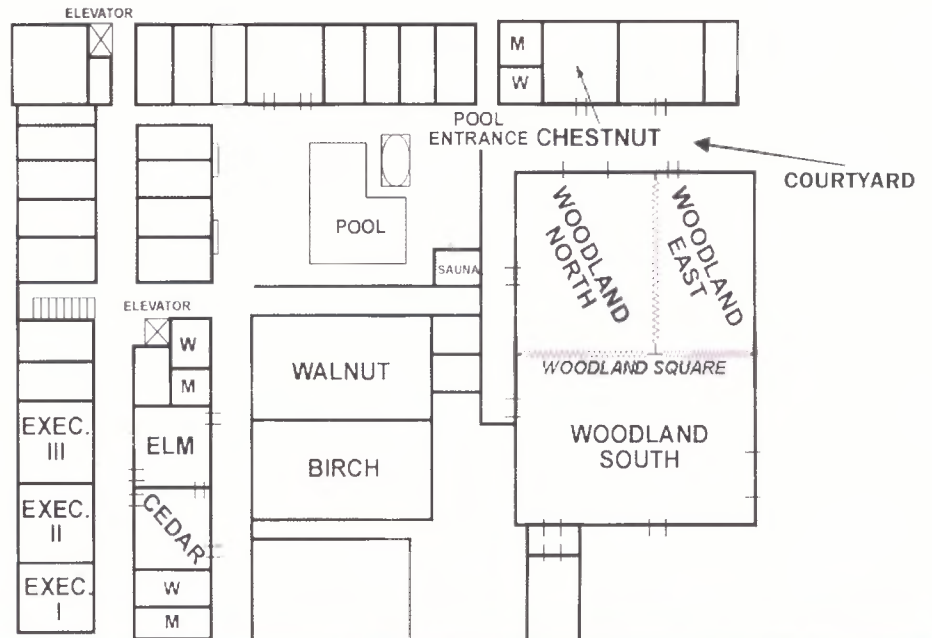 ELEVATOR
M
W
POOL
ENTRANCE
CHESTNUT
COURTYARD
POOL
SAUNA
WOODLAND
NORTH
WOODLAND
EAST
ELEVATOR
W
M
WALNUT
WOODLAND SQUARE
EXEC.
III
ELM
BIRCH
WOODLAND
SOUTH
EXEC.
II
CEDAR
EXEC.
I
W
M